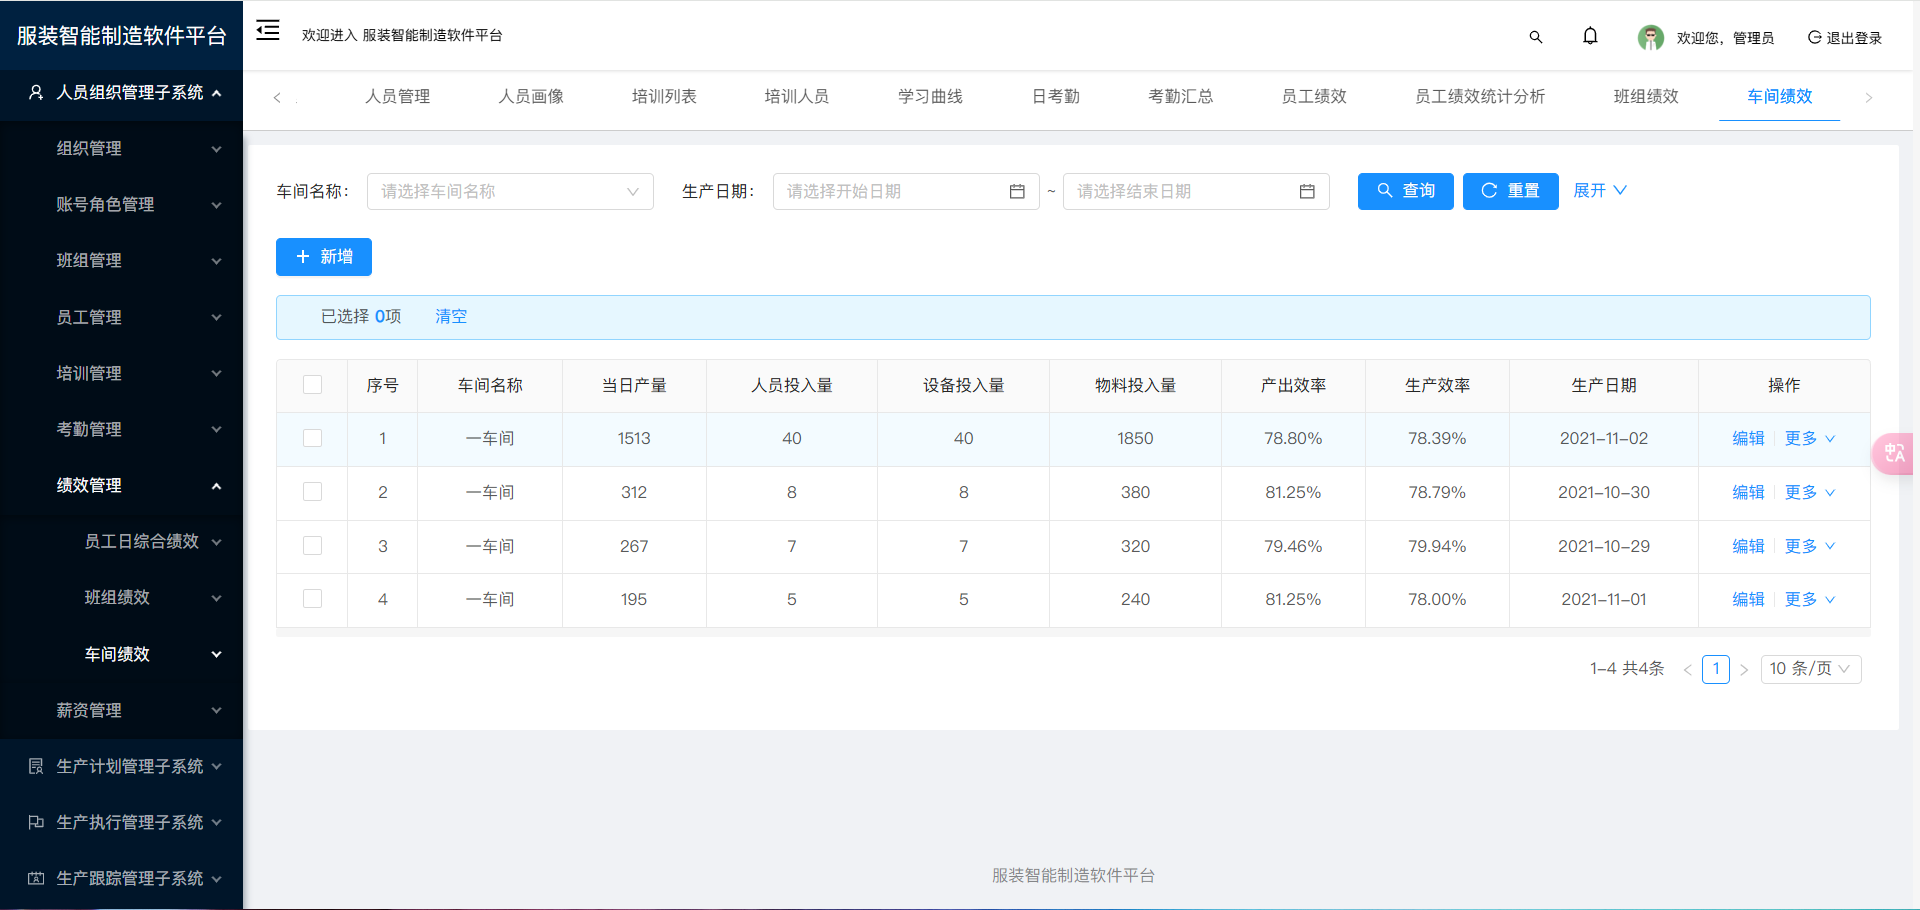 服装智能制造软件平台
欢迎进入 服装智能制造软件平台
欢迎您，管理员
退出登录
人员组织管理子系统
组织管理
账号角色管理
班组管理
员工管理
培训管理
考勤管理
绩效管理
员工日综合绩效
班组绩效
车间绩效
薪资管理
生产计划管理子系统
生产执行管理子系统
生产跟踪管理子系统
人员管理 人员画像 培训列表 培训人员 学习曲线 日考勤 考勤汇总 员工绩效 员工绩效统计分析 班组绩效 车间绩效
车间名称： 请选择车间名称 生产日期： 请选择开始日期 ~ 请选择结束日期 查询 重置 展开
新增
已选择 0项 清空
序号 车间名称 当日产量 人员投入量 设备投入量 物料投入量 产出效率 生产效率 生产日期 操作
1 一车间 1513 40 40 1850 78.80% 78.39% 2021-11-02 编辑 更多
2 一车间 312 8 8 380 81.25% 78.79% 2021-10-30 编辑 更多
3 一车间 267 7 7 320 79.46% 79.94% 2021-10-29 编辑 更多
4 一车间 195 5 5 240 81.25% 78.00% 2021-11-01 编辑 更多
1-4 共4条 < 1 > 10 条/页
中A
服装智能制造软件平台